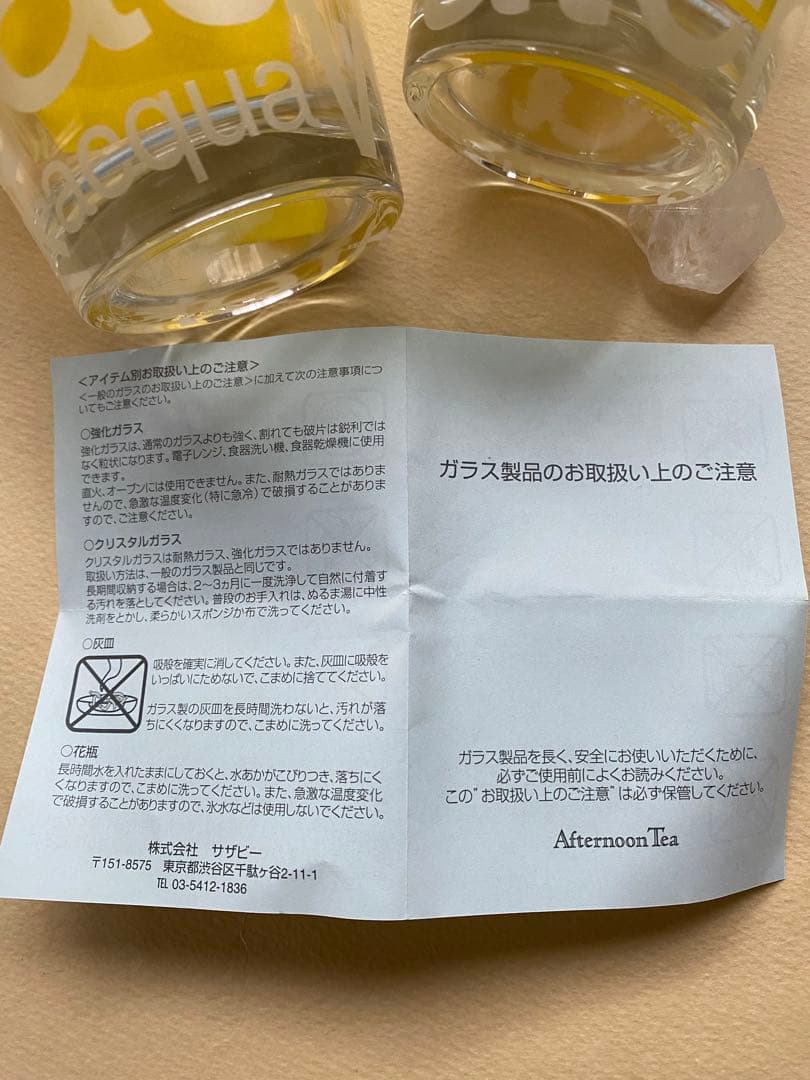 acqua
<アイテム別お取扱い上のご注意>
<一般のガラスのお取扱い上のご注意>に加えて次の注意事項につ
いてもご注意ください。
○強化ガラス
強化ガラスは、通常のガラスよりも強く、割れても破片は鋭利では
なく粒状になります。電子レンジ、食器洗い機、食器乾燥機に使用
できます。
直火、オーブンには使用できません。また、耐熱ガラスではありま
せんので、急激な温度変化(特に急冷)で破損することがありま
すので、ご注意ください。
○クリスタルガラス
クリスタルガラスは耐熱ガラス、強化ガラスではありません。
取扱い方法は、一般のガラス製品と同じです。
長期間収納する場合は、2〜3ヵ月に一度洗浄して自然に付着す
る汚れを落としてください。普段のお手入れは、ぬるま湯に中性
洗剤をとかし、柔らかいスポンジか布で洗ってください。
○灰皿
吸殻を確実に消してください。また、灰皿に吸殻を
いっぱいにためないで、こまめに捨ててください。
ガラス製の灰皿を長時間洗わないと、汚れが落
ちにくくなりますので、こまめに洗ってください。
○花瓶
長時間水を入れたままにしておくと、水あかがこびりつき、落ちにく
くなりますので、こまめに洗ってください。また、急激な温度変化
で破損することがありますので、氷水などは使用しないでください。
株式会社 サザビー
〒151-8575 東京都渋谷区千駄ヶ谷2-11-1
TEL 03-5412-1836
ガラス製品のお取扱い上のご注意
ガラス製品を長く、安全にお使いいただくために、
必ずご使用前によくお読みください。
この"お取扱い上のご注意"は必ず保管してください。
Afternoon Tea